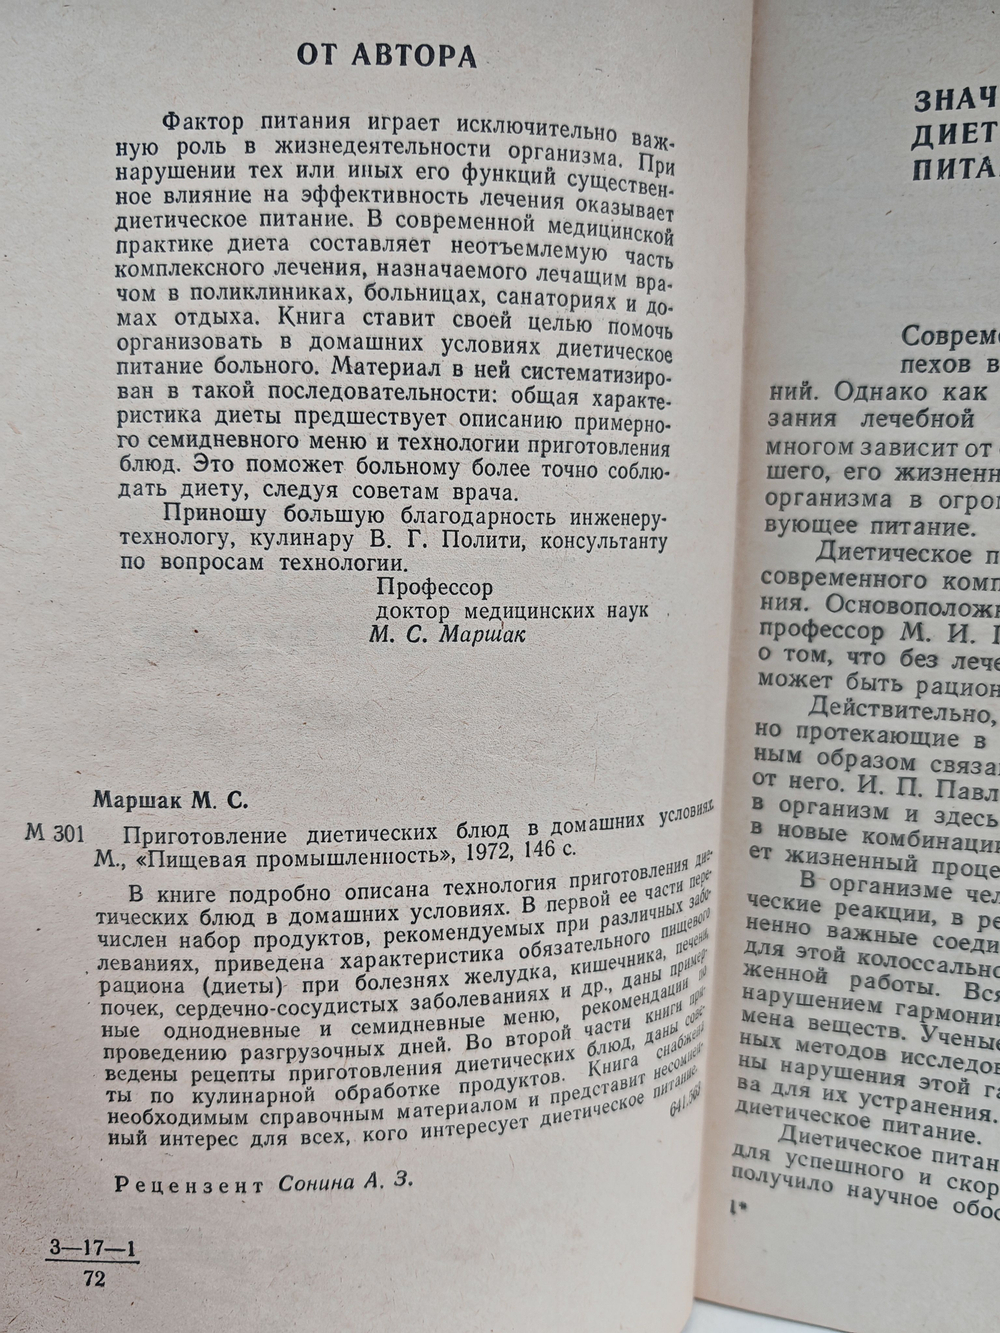 ОТ АВТОРА
Фактор питания играет исключительно важ-
ную роль в жизнедеятельности организма. При
нарушении тех или иных его функций существен-
ное влияние на эффективность лечения оказывает
диетическое питание. В современной медицинской
практике диета составляет неотъемлемую часть
комплексного лечения, назначаемого лечащим вра-
чом в поликлиниках, больницах, санаториях и до-
мах отдыха. Книга ставит своей целью помочь
организовать в домашних условиях диетическое
питание больного. Материал в ней систематизиро-
ван в такой последовательности: общая характе-
ристика диеты предшествует описанию примерно-
го семидневного меню и технологии приготовления
блюд. Это поможет больному более точно соблю-
дать диету, следуя советам врача.
Приношу большую благодарность инженеру-
технологу, кулинару В. Г. Полити, консультанту
по вопросам технологии.
Профессор
доктор медицинских наук
М. С. Маршак
Маршак М. С.
М 301 Приготовление диетических блюд в домашних условиях.
М., «Пищевая промышленность», 1972, 146 с.
В книге подробно описана технология приготовления дие-
тических блюд в домашних условиях. В первой ее части пере-
числен набор продуктов, рекомендуемых при различных забо-
леваниях, приведена характеристика обязательного пищевого
рациона (диеты) при болезнях желудка, кишечника, печени,
почек, сердечно-сосудистых заболеваниях и др., даны пример-
ные однодневные и семидневные меню, рекомендации по
проведению разгрузочных дней. Во второй части книги при-
ведены рецепты приготовления диетических блюд, даны сове-
ты по кулинарной обработке продуктов. Книга снабжена
необходимым справочным материалом и представит несомнен-
ный интерес для всех, кого интересует диетическое питание.
641.563
Рецензент Сонина А. З.
3—17—1
72
ЗНАЧ
ДИЕТ
ПИТА
Соврем
пехов в
ний. Однако как
зания лечебной
многом зависит от
шего, его жизненн
организма в огро
вующее питание.
Диетическое п
современного комп
ния. Основоположн
профессор М. И. П
о том, что без лече
может быть рацион
Действительно,
но протекающие в
ным образом связа
от него. И. П. Павл
в организм и здесь
в новые комбинаци
ет жизненный проце
В организме чел
ческие реакции, в ре
ненно важные соеди
для этой колоссально
женной работы. Вся
нарушением гармони
мена веществ. Ученые
ных методов исследов
ны нарушения этой га
ва для их устранения.
диетическое питание.
Диетическое питан
для успешного и скор
получило научное обос
1*